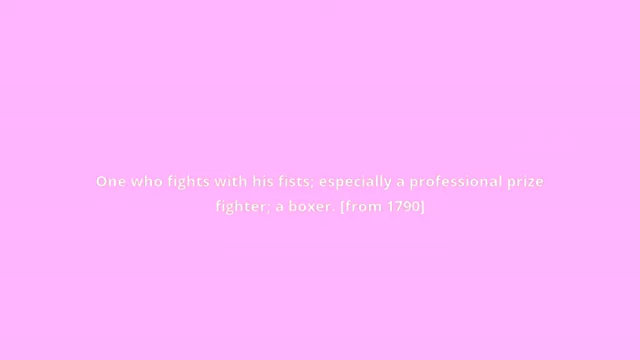 One who fights with his fists; especially a professional prize
fighter; a boxer. [from 1790]